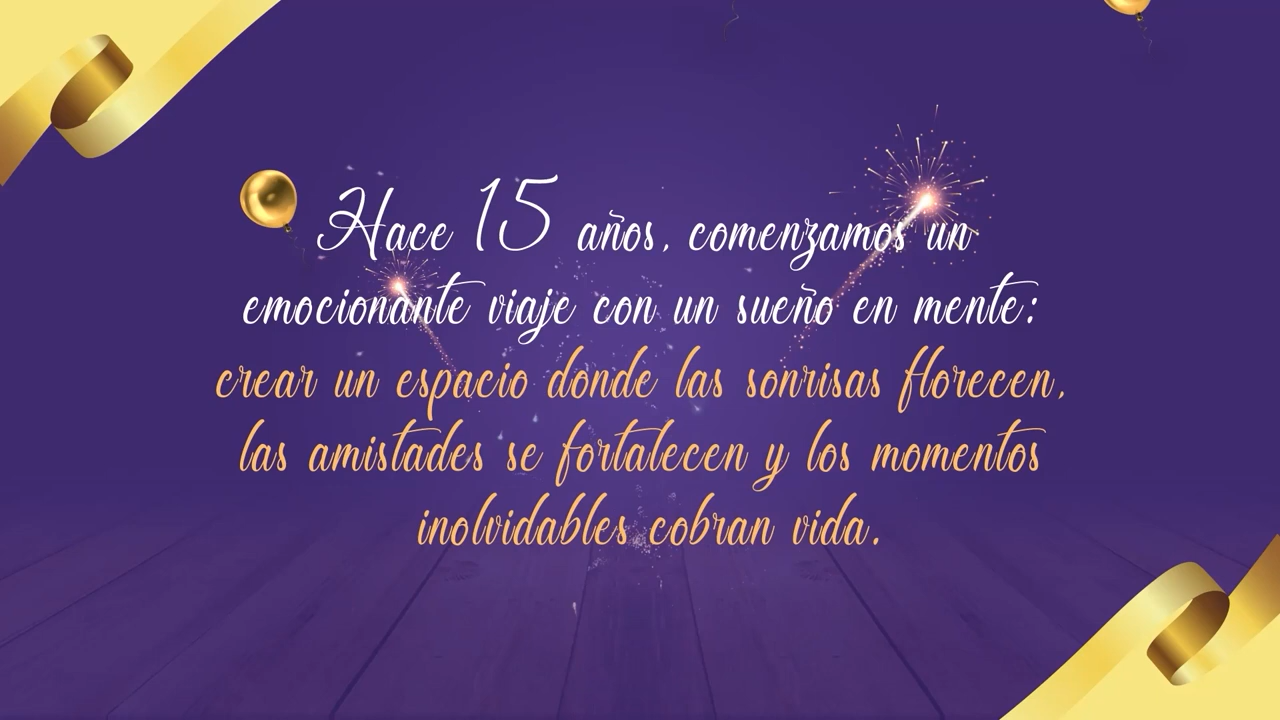 Hace 15 años, comenzamos un
emocionante viaje con un sueño en mente:
crear un espacio donde las sonrisas florecen,
las amistades se fortalecen y los momentos
inolvidables cobran vida.